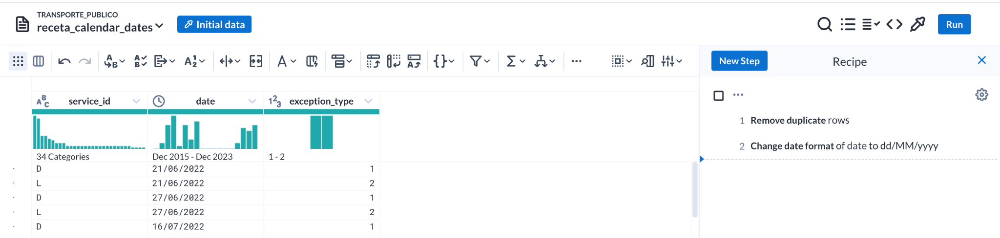 TRANSPORTE_PUBLICO
receta_calendar_dates
Initial data
Run
New Step
Recipe
service_id
date
exception_type
34 Categories
Dec 2015 - Dec 2023
1 - 2
D 21/06/2022 1
L 21/06/2022 2
D 27/06/2022 1
L 27/06/2022 2
D 16/07/2022 1
1 Remove duplicate rows
2 Change date format of date to dd/MM/yyyy